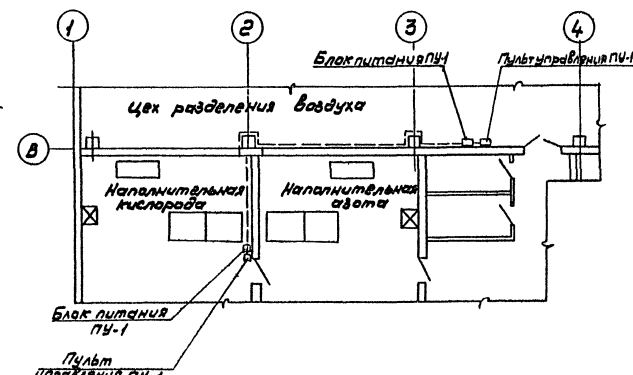 1 2 3 4
Блок питания ПУ-1
Пульт управления ПУ-1
Цех разделения воздуха
В
Наполнительная
кислорода
Наполнительная
азота
Блок питания
ПУ-1
Пульт
управления ПУ-1